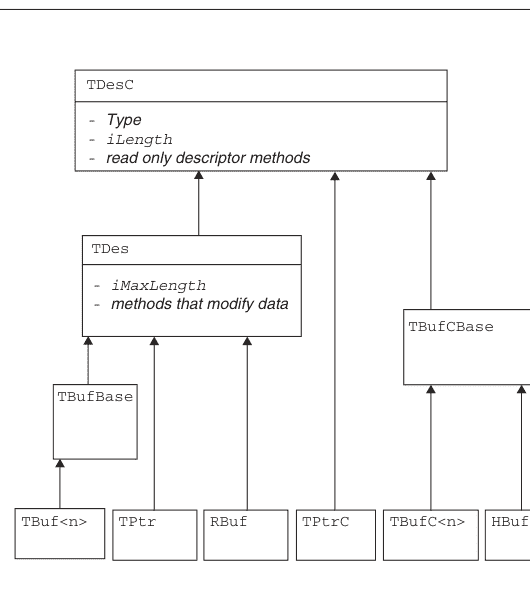 TDesC
- Type
- iLength
- read only descriptor methods
TDes
- iMaxLength
- methods that modify data
TBufCBase
TBufBase
TBuf<n>
TPtr
RBuf
TPtrC
TBufC<n>
HBuf